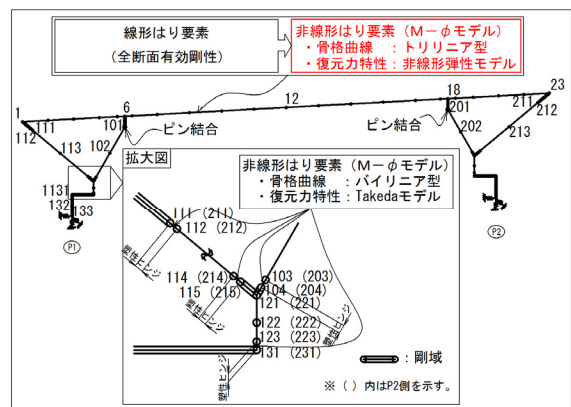 線形はり要素
(全断面有効剛性)
非線形はり要素(M-φモデル)
・骨格曲線 : トリリニア型
・復元力特性: 非線形弾性モデル
1
111
112
113
6
101
102
ピン結合
12
18
201
202
ピン結合
23
211
212
213
1131
132
133
P1
P2
拡大図
非線形はり要素(M-φモデル)
・骨格曲線 : バイリニア型
・復元力特性: Takedaモデル
111 (211)
112 (212)
塑性ヒンジ
114 (214)
115 (215)
塑性ヒンジ
103 (203)
104 (204)
121 (221)
塑性ヒンジ
122 (222)
123 (223)
131 (231)
塑性ヒンジ
: 剛域
※ ( ) 内はP2側を示す。